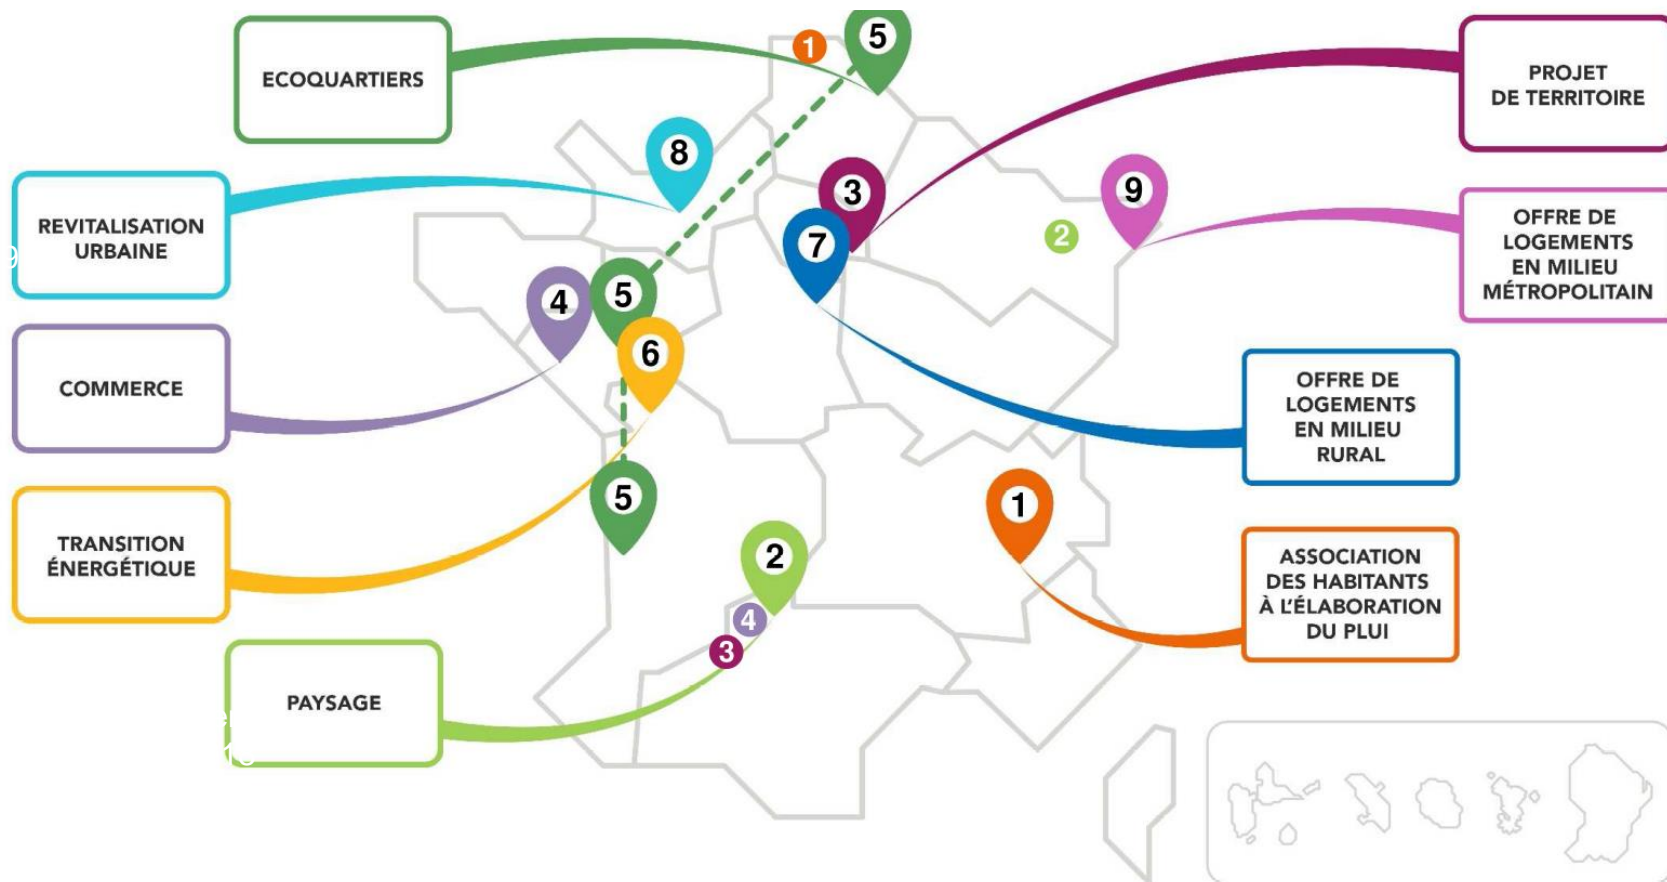 ECOQUARTIERS
REVITALISATION
URBAINE
COMMERCE
TRANSITION
ÉNERGÉTIQUE
PAYSAGE
1
5
8
3
7
9
2
4
5
6
5
2
4
3
1
PROJET
DE TERRITOIRE
OFFRE DE
LOGEMENTS
EN MILIEU
MÉTROPOLITAIN
OFFRE DE
LOGEMENTS
EN MILIEU
RURAL
ASSOCIATION
DES HABITANTS
À L'ÉLABORATION
DU PLUI